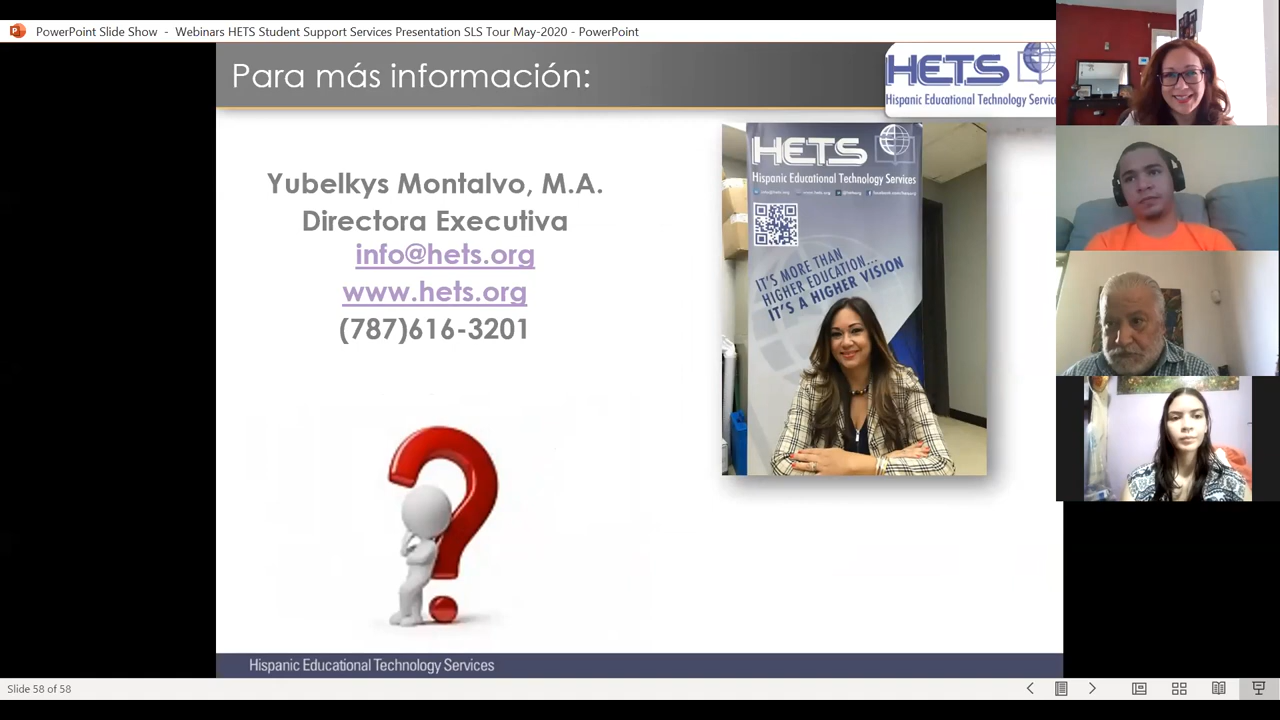 PowerPoint Slide Show - Webinars HETS Student Support Services Presentation SLS Tour May-2020 - PowerPoint
Para más información:
HETS
Hispanic Educational Technology
Yubelkys Montalvo, M.A.
Directora Executiva
info@hets.org
www.hets.org
(787)616-3201
HETS
Hispanic Educational Technology Services
IT'S MORE THAN
HIGHER EDUCATION...
IT'S A HIGHER VISION
Hispanic Educational Technology Services
Slide 58 of 58